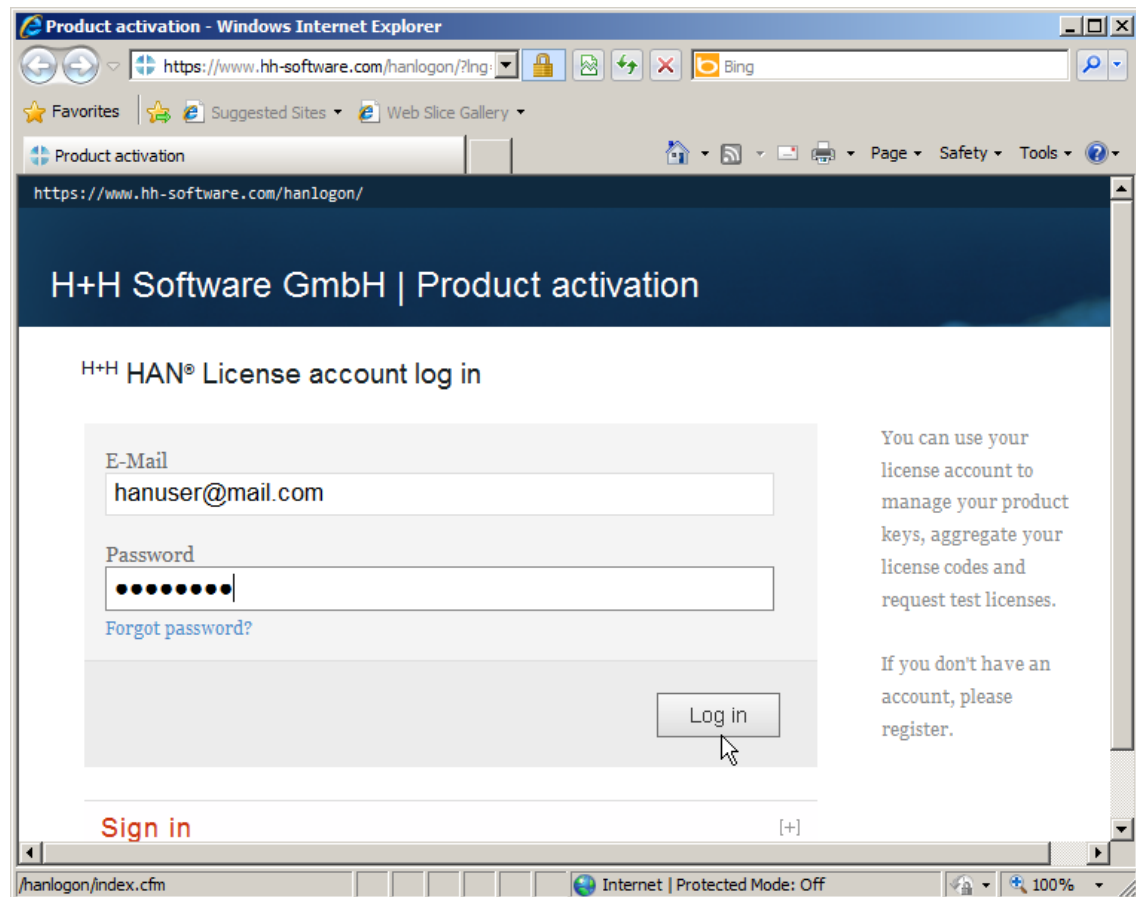 Product activation - Windows Internet Explorer
https://www.hh-software.com/hanlogon/?lng
Bing
Favorites Suggested Sites Web Slice Gallery
Product activation
Page Safety Tools
https://www.hh-software.com/hanlogon/
H+H Software GmbH | Product activation
H+H HAN® License account log in
E-Mail
hanuser@mail.com
Password
••••••••
Forgot password?
Log in
You can use your
license account to
manage your product
keys, aggregate your
license codes and
request test licenses.
If you don't have an
account, please
register.
Sign in [+]
/hanlogon/index.cfm Internet | Protected Mode: Off 100%